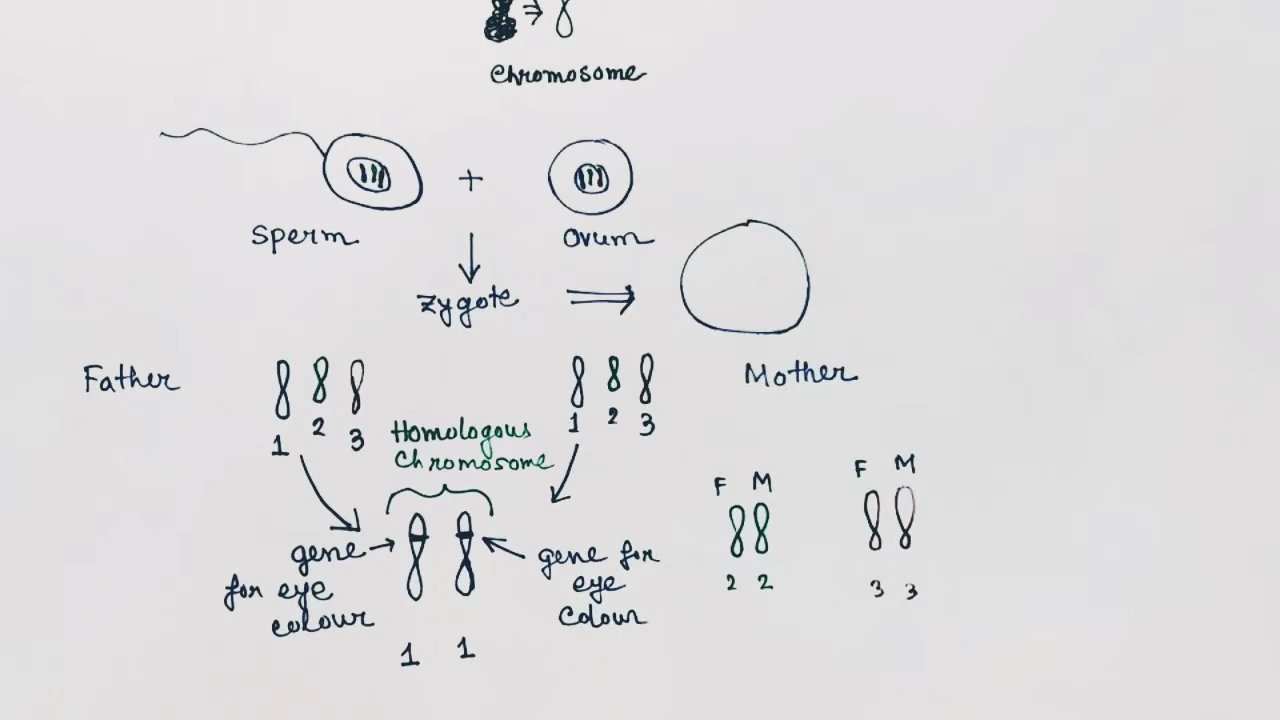 Chromosome
+
Sperm
Ovum
Zygote
Father
Mother
1 2 3
1 2 3
Homologous
Chromosome
F M
F M
gene
for eye
colour
gene for
eye
Colour
2 2
3 3
1 1